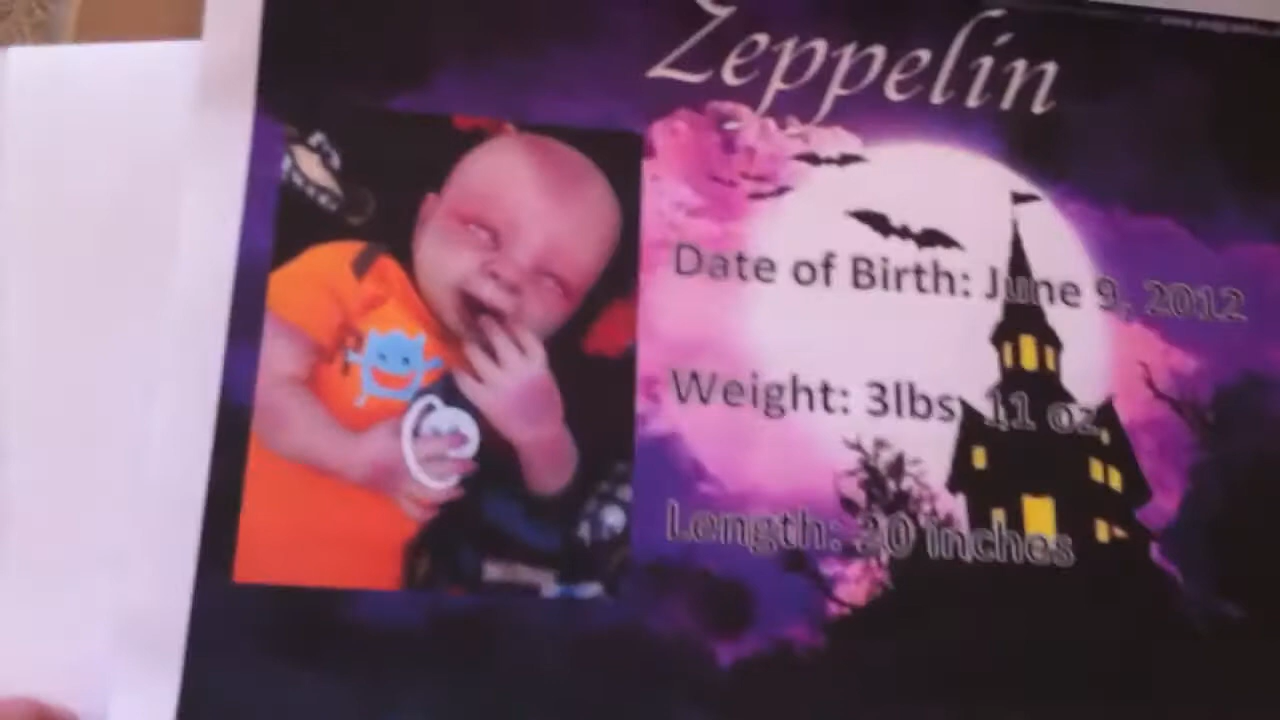 Zeppelin
Date of Birth: June 9, 2012
Weight: 3lbs 11 oz.
Length: 20 inches